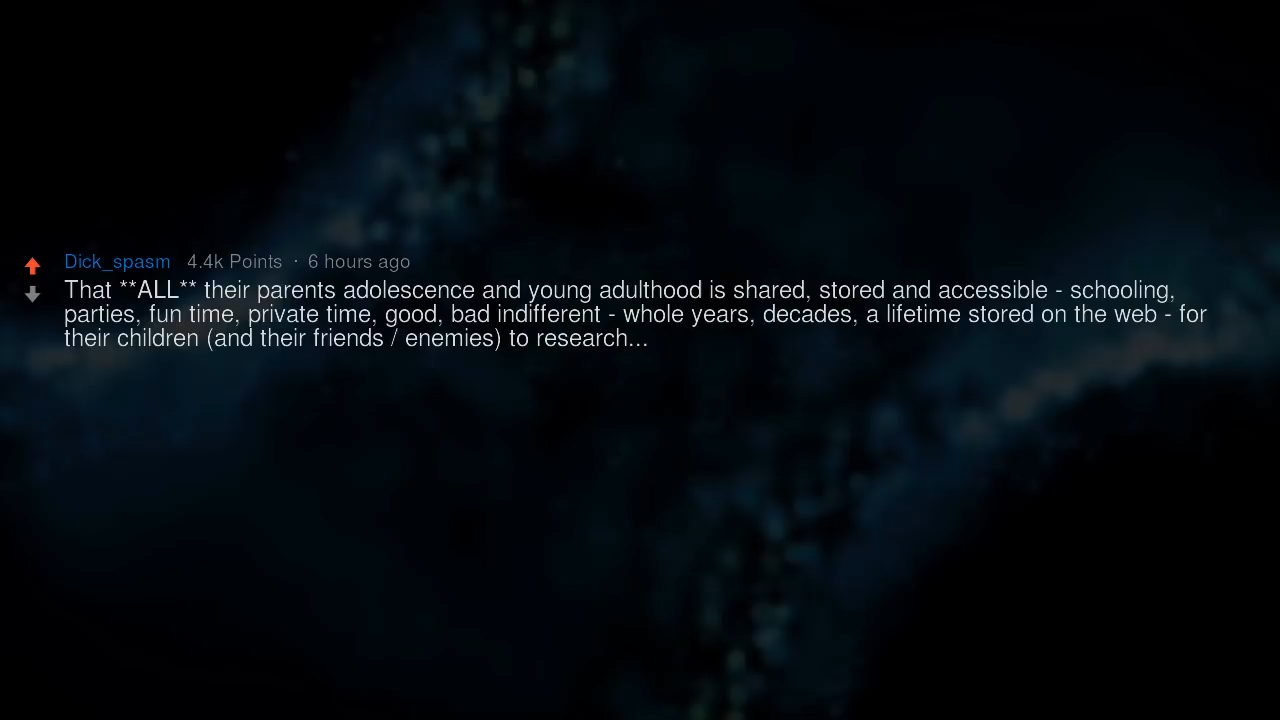 Dick_spasm 4.4k Points · 6 hours ago
That **ALL** their parents adolescence and young adulthood is shared, stored and accessible - schooling,
parties, fun time, private time, good, bad indifferent - whole years, decades, a lifetime stored on the web - for
their children (and their friends / enemies) to research...